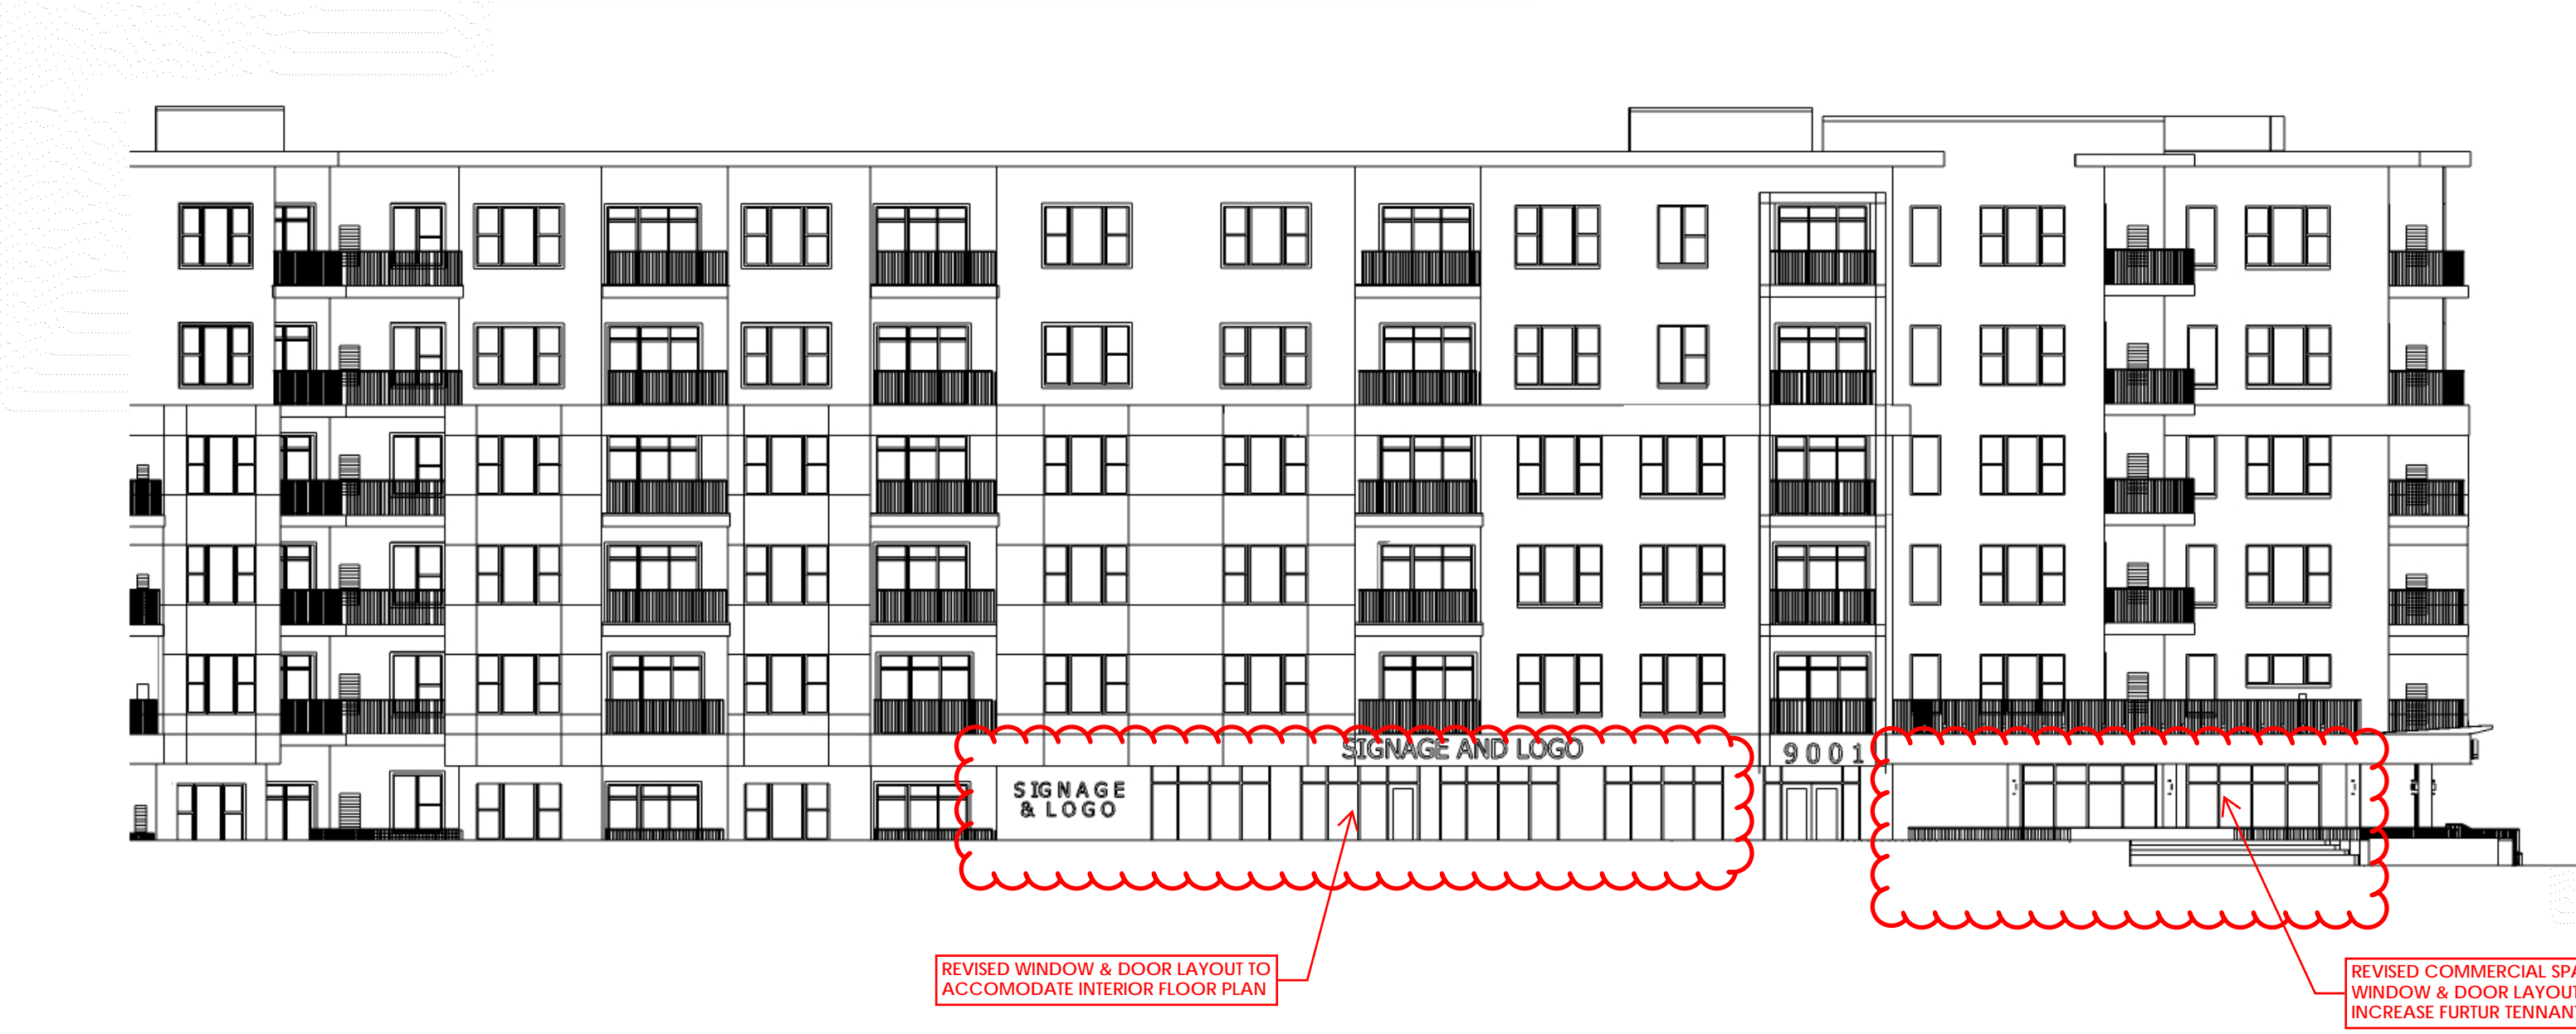 SIGNAGE AND LOGO
9001
SIGNAGE
& LOGO
REVISED WINDOW & DOOR LAYOUT TO
ACCOMODATE INTERIOR FLOOR PLAN
REVISED COMMERCIAL SPA
WINDOW & DOOR LAYOUT
INCREASE FURTUR TENNAN